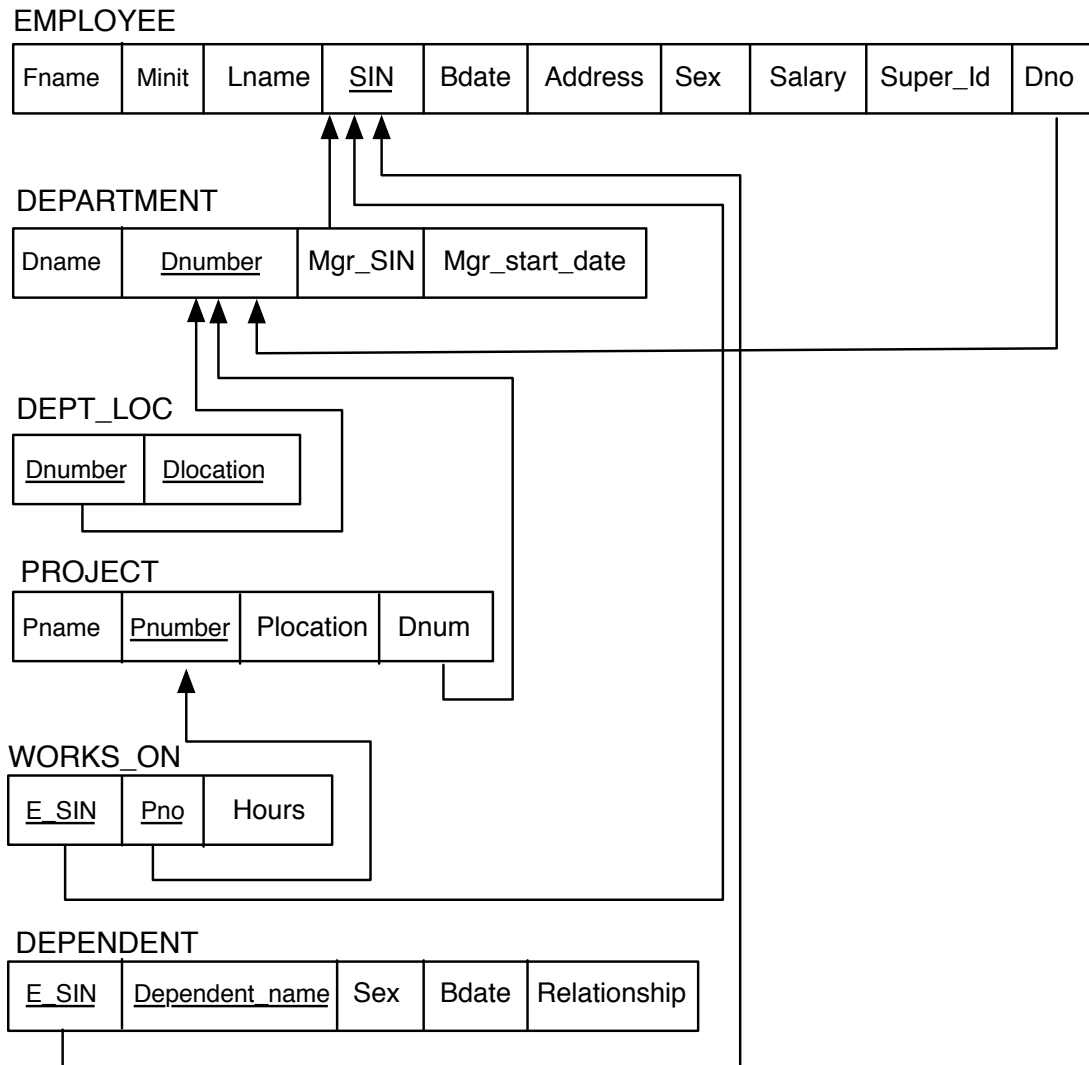 EMPLOYEE
Fname Minit Lname SIN Bdate Address Sex Salary Super_Id Dno
DEPARTMENT
Dname Dnumber Mgr_SIN Mgr_start_date
DEPT_LOC
Dnumber Dlocation
PROJECT
Pname Pnumber Plocation Dnum
WORKS_ON
E_SIN Pno Hours
DEPENDENT
E_SIN Dependent_name Sex Bdate Relationship